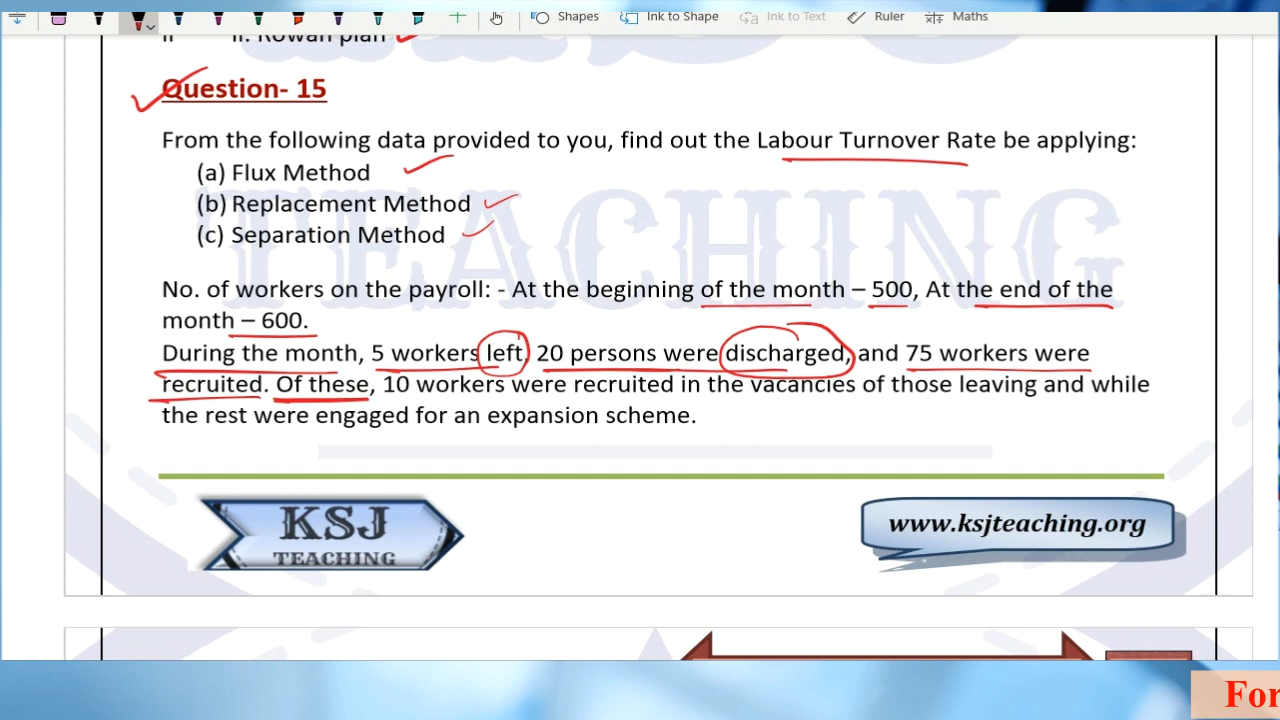 Shapes
Ink to Shape
Ink to Text
Ruler
Maths
ii. Rowan plan
Question- 15
From the following data provided to you, find out the Labour Turnover Rate be applying:
(a) Flux Method
(b) Replacement Method
(c) Separation Method
TEACHING
No. of workers on the payroll: - At the beginning of the month – 500, At the end of the
month – 600.
During the month, 5 workers left, 20 persons were discharged, and 75 workers were
recruited. Of these, 10 workers were recruited in the vacancies of those leaving and while
the rest were engaged for an expansion scheme.
KSJ
TEACHING
www.ksjteaching.org